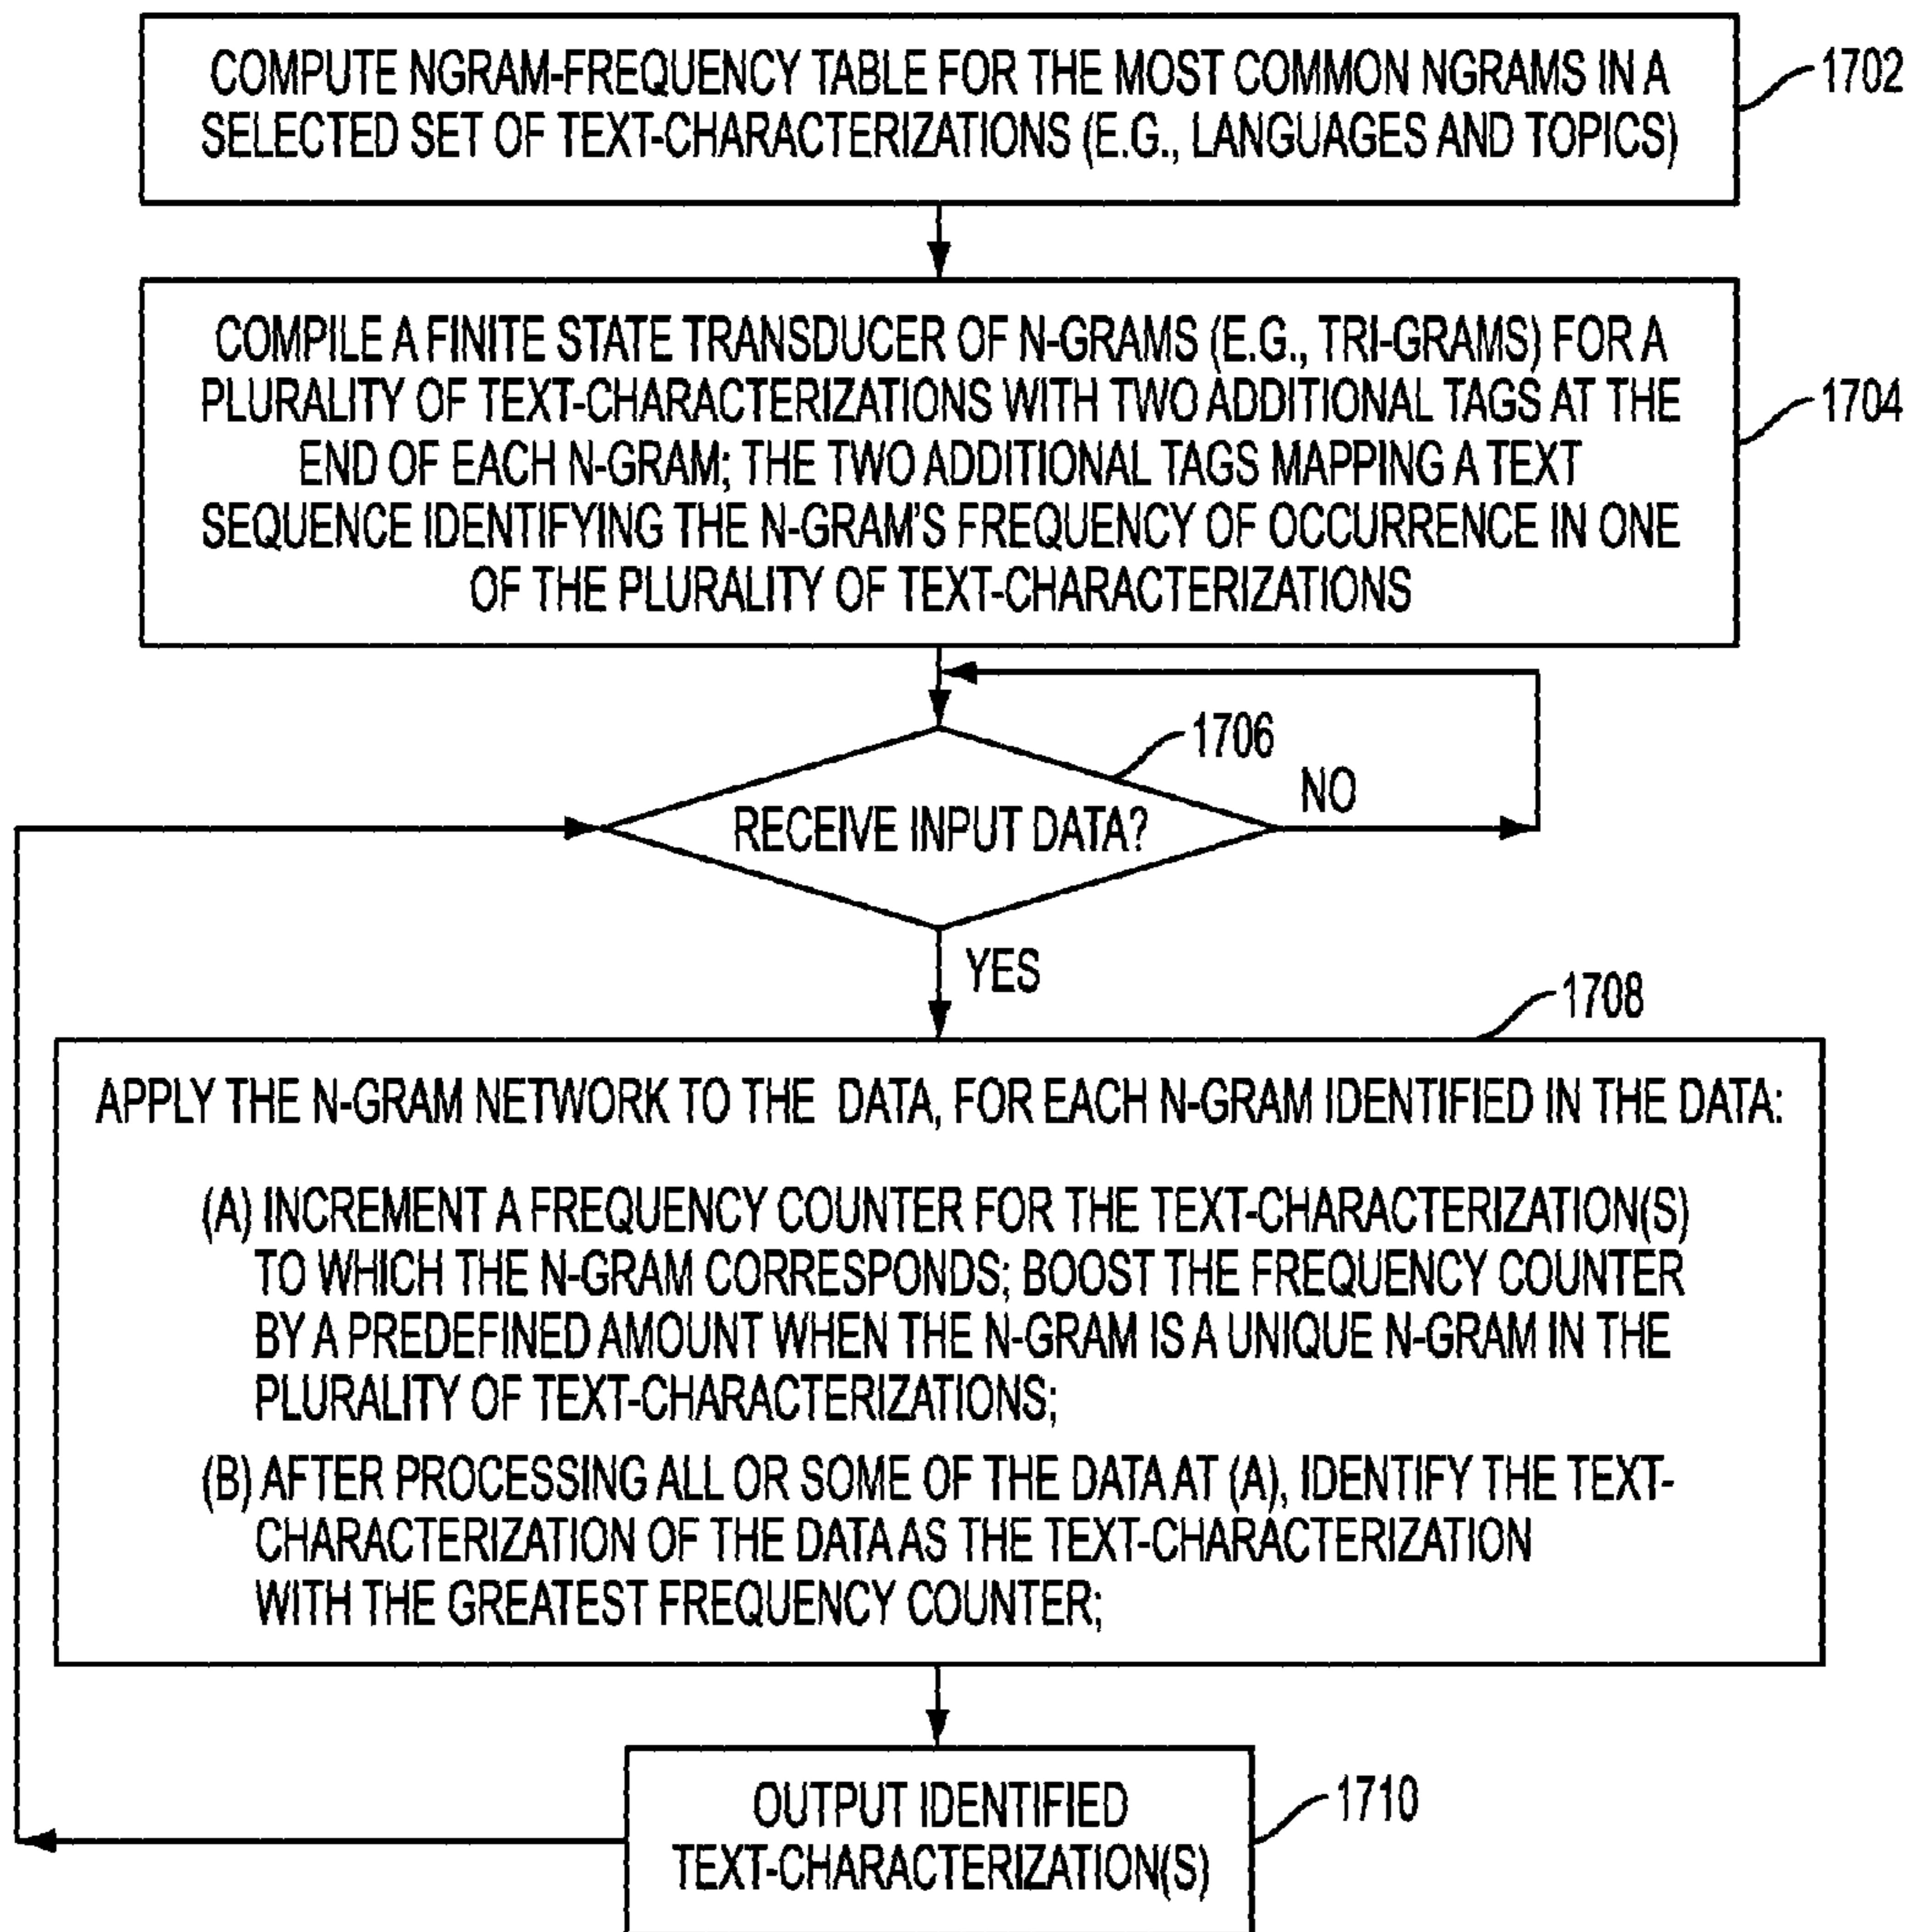 COMPUTE NGRAM-FREQUENCY TABLE FOR THE MOST COMMON NGRAMS IN A
SELECTED SET OF TEXT-CHARACTERIZATIONS (E.G., LANGUAGES AND TOPICS)
1702
COMPILE A FINITE STATE TRANSDUCER OF N-GRAMS (E.G., TRI-GRAMS) FOR A
PLURALITY OF TEXT-CHARACTERIZATIONS WITH TWO ADDITIONAL TAGS AT THE
END OF EACH N-GRAM; THE TWO ADDITIONAL TAGS MAPPING A TEXT
SEQUENCE IDENTIFYING THE N-GRAM'S FREQUENCY OF OCCURRENCE IN ONE
OF THE PLURALITY OF TEXT-CHARACTERIZATIONS
1704
1706
NO
RECEIVE INPUT DATA?
YES
1708
APPLY THE N-GRAM NETWORK TO THE DATA, FOR EACH N-GRAM IDENTIFIED IN THE DATA:
(A) INCREMENT A FREQUENCY COUNTER FOR THE TEXT-CHARACTERIZATION(S)
TO WHICH THE N-GRAM CORRESPONDS; BOOST THE FREQUENCY COUNTER
BY A PREDEFINED AMOUNT WHEN THE N-GRAM IS A UNIQUE N-GRAM IN THE
PLURALITY OF TEXT-CHARACTERIZATIONS;
(B) AFTER PROCESSING ALL OR SOME OF THE DATA AT (A), IDENTIFY THE TEXT-
CHARACTERIZATION OF THE DATA AS THE TEXT-CHARACTERIZATION
WITH THE GREATEST FREQUENCY COUNTER;
OUTPUT IDENTIFIED
TEXT-CHARACTERIZATION(S)
1710